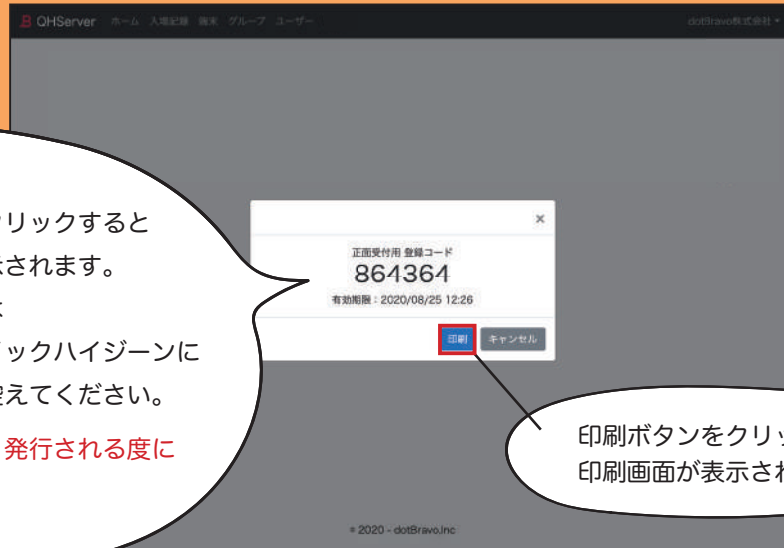 B QHServer ホーム 入場記録 端末 グループ ユーザー dotBravo株式会社
リックすると
されます。
ックハイジーンに
控えてください。
発行される度に
×
正面受付用 登録コード
864364
有効期限：2020/08/25 12:26
印刷 キャンセル
印刷ボタンをクリッ
印刷画面が表示され
© 2020 - dotBravo.Inc